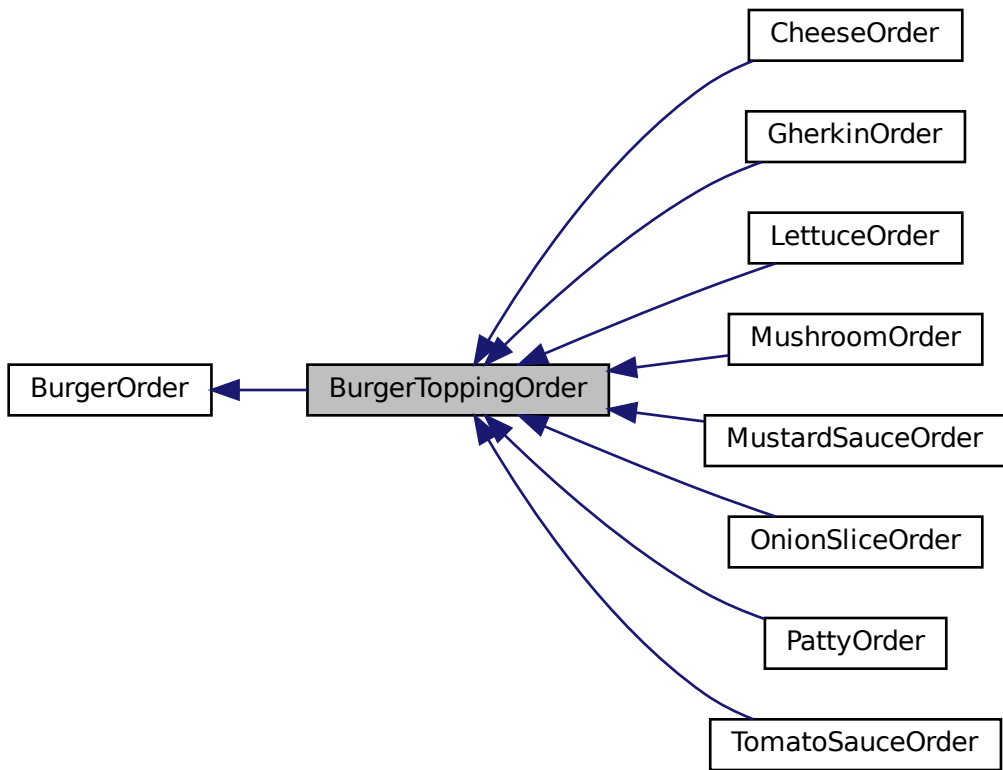 CheeseOrder
GherkinOrder
LettuceOrder
MushroomOrder
BurgerOrder
BurgerToppingOrder
MustardSauceOrder
OnionSliceOrder
PattyOrder
TomatoSauceOrder